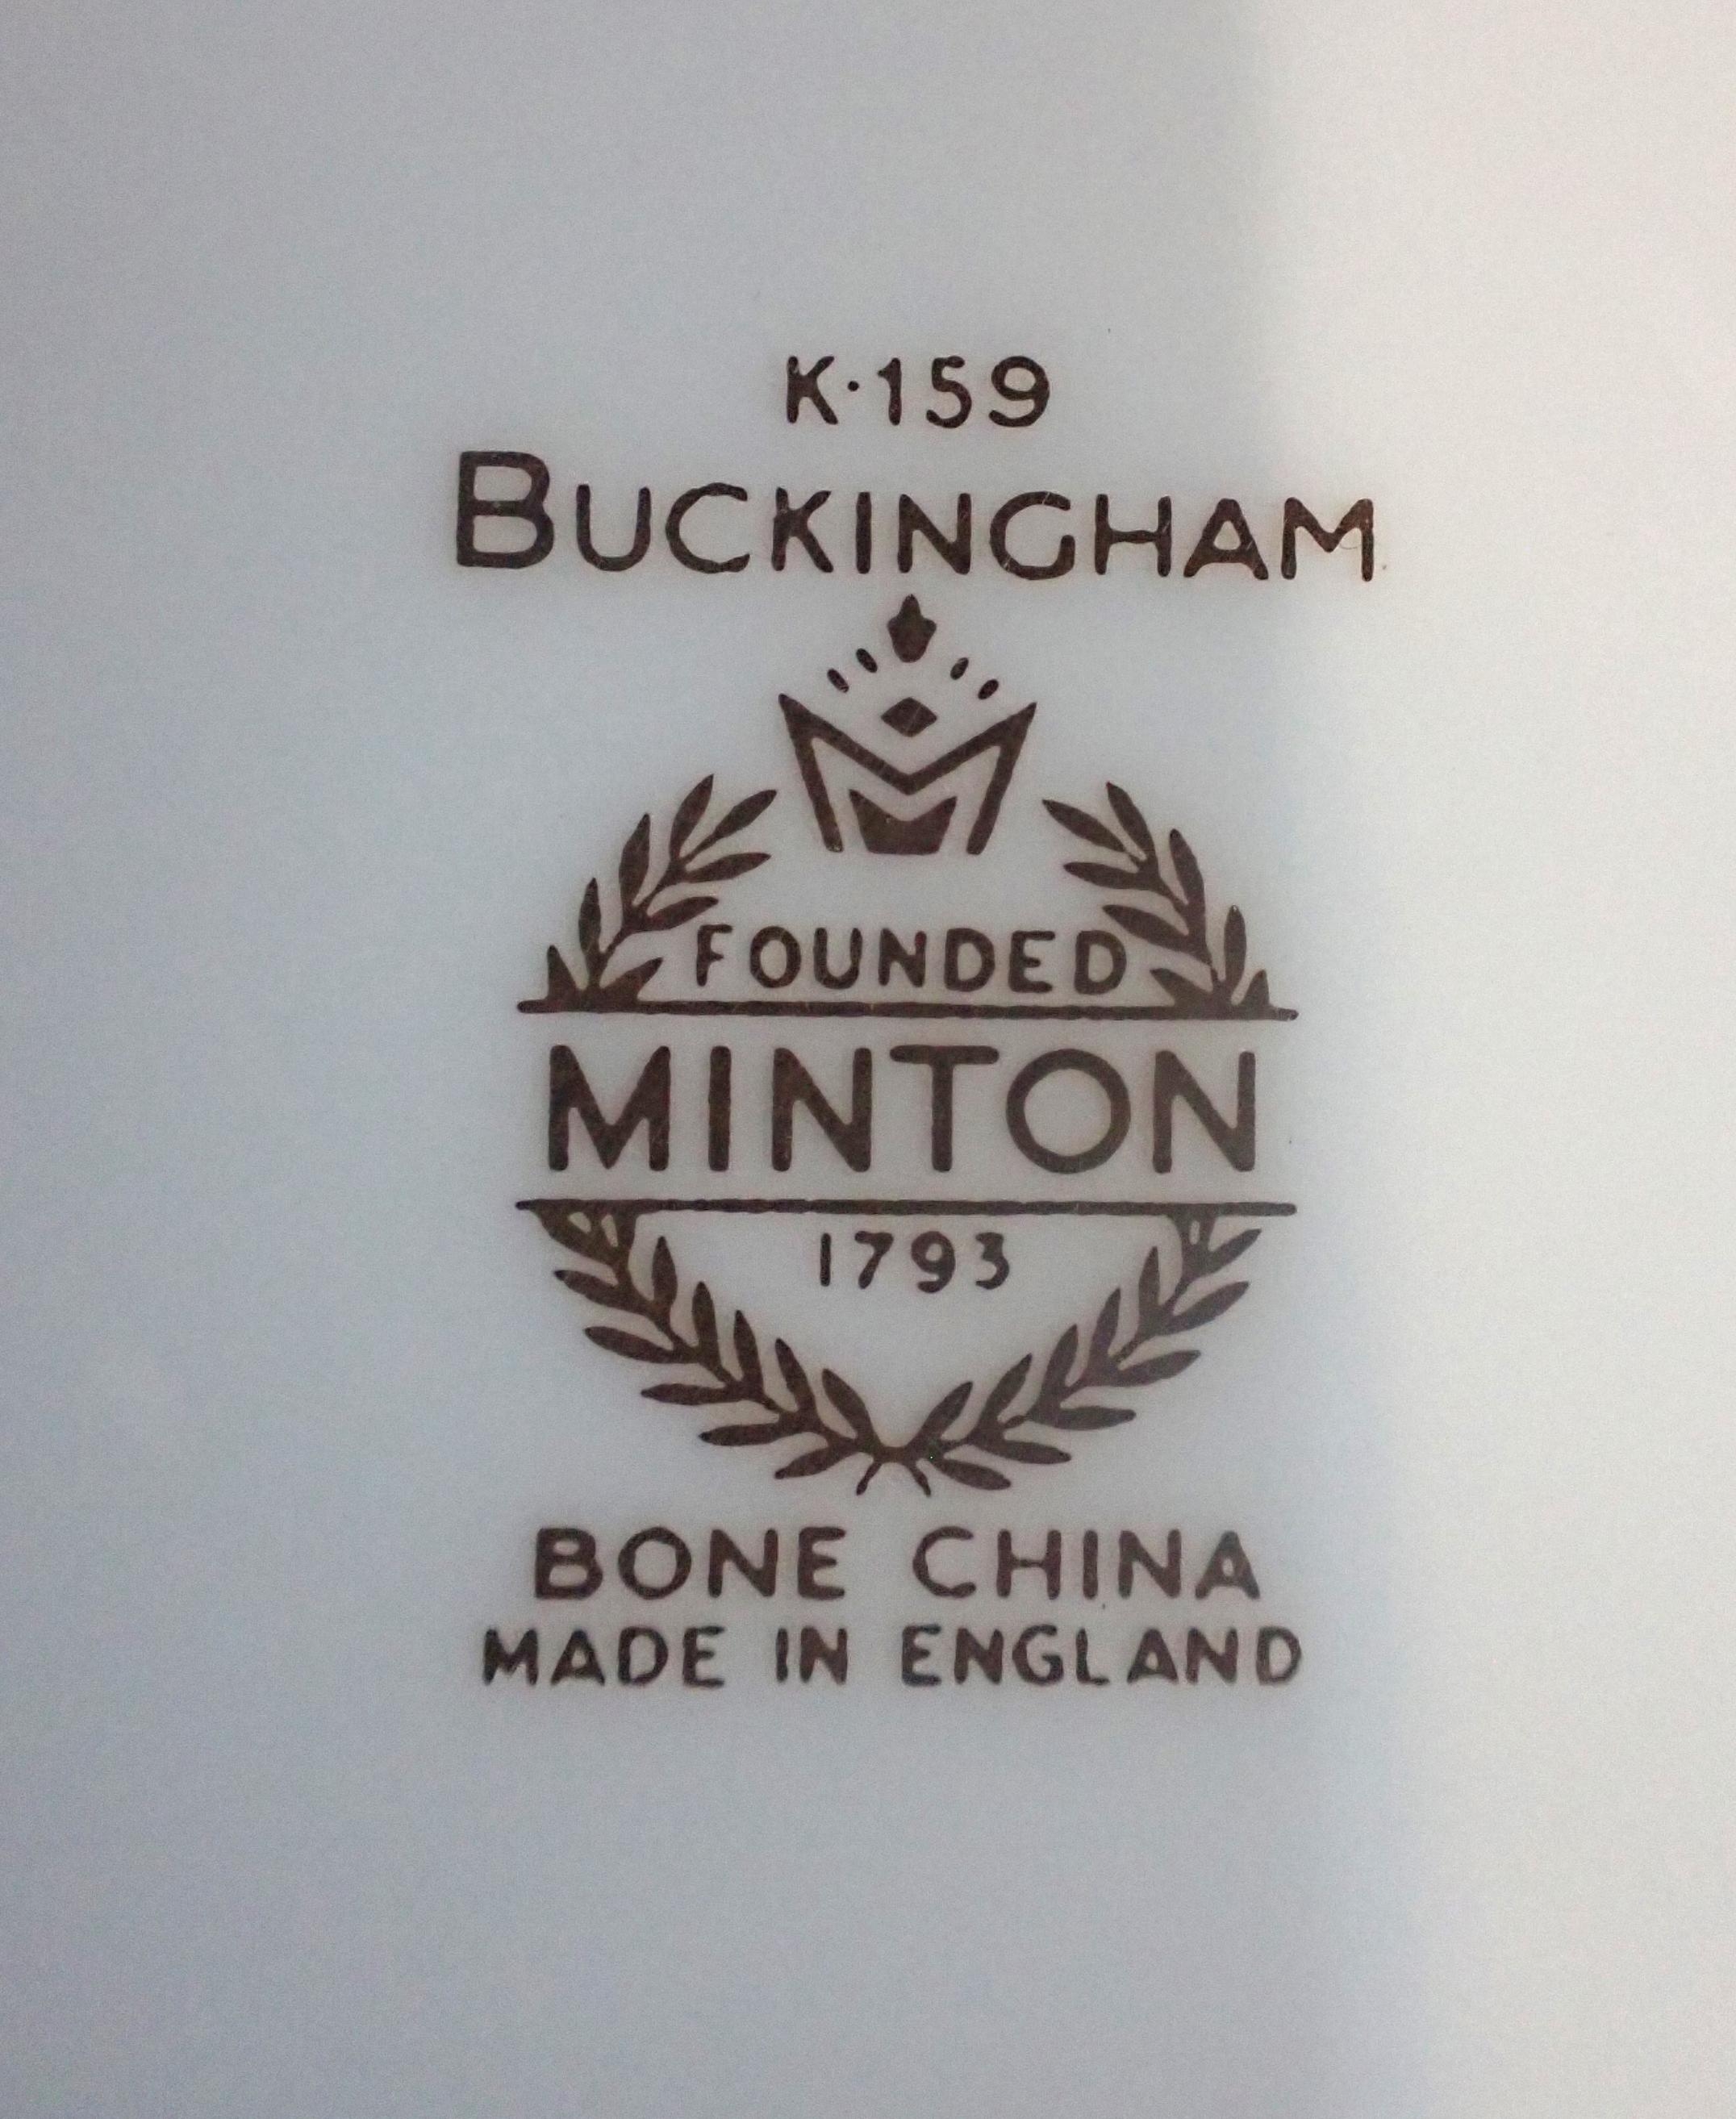 K·159
BUCKINGHAM
FOUNDED
MINTON
1793
BONE CHINA
MADE IN ENGLAND